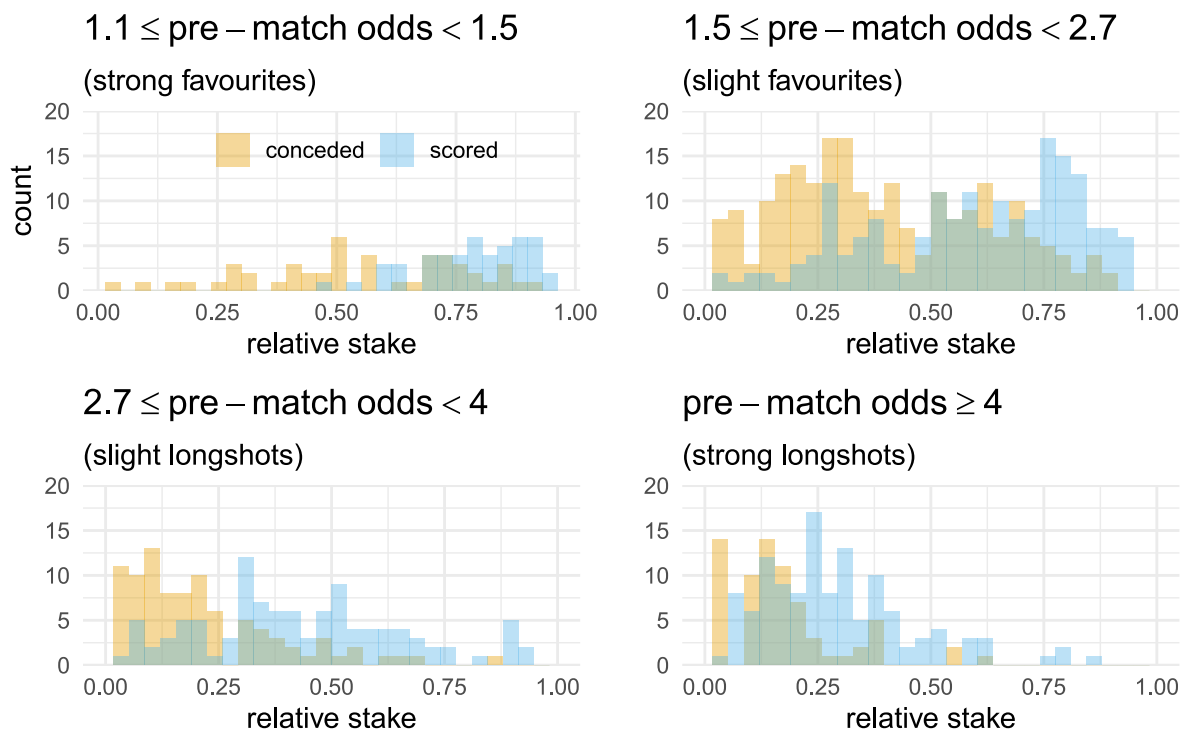 1.1 ≤ pre – match odds < 1.5
(strong favourites)
20
15
10
5
0
count
conceded
scored
0.00 0.25 0.50 0.75 1.00
relative stake
1.5 ≤ pre – match odds < 2.7
(slight favourites)
20
15
10
5
0
0.00 0.25 0.50 0.75 1.00
relative stake
2.7 ≤ pre – match odds < 4
(slight longshots)
20
15
10
5
0
0.00 0.25 0.50 0.75 1.00
relative stake
pre – match odds ≥ 4
(strong longshots)
20
15
10
5
0
0.00 0.25 0.50 0.75 1.00
relative stake